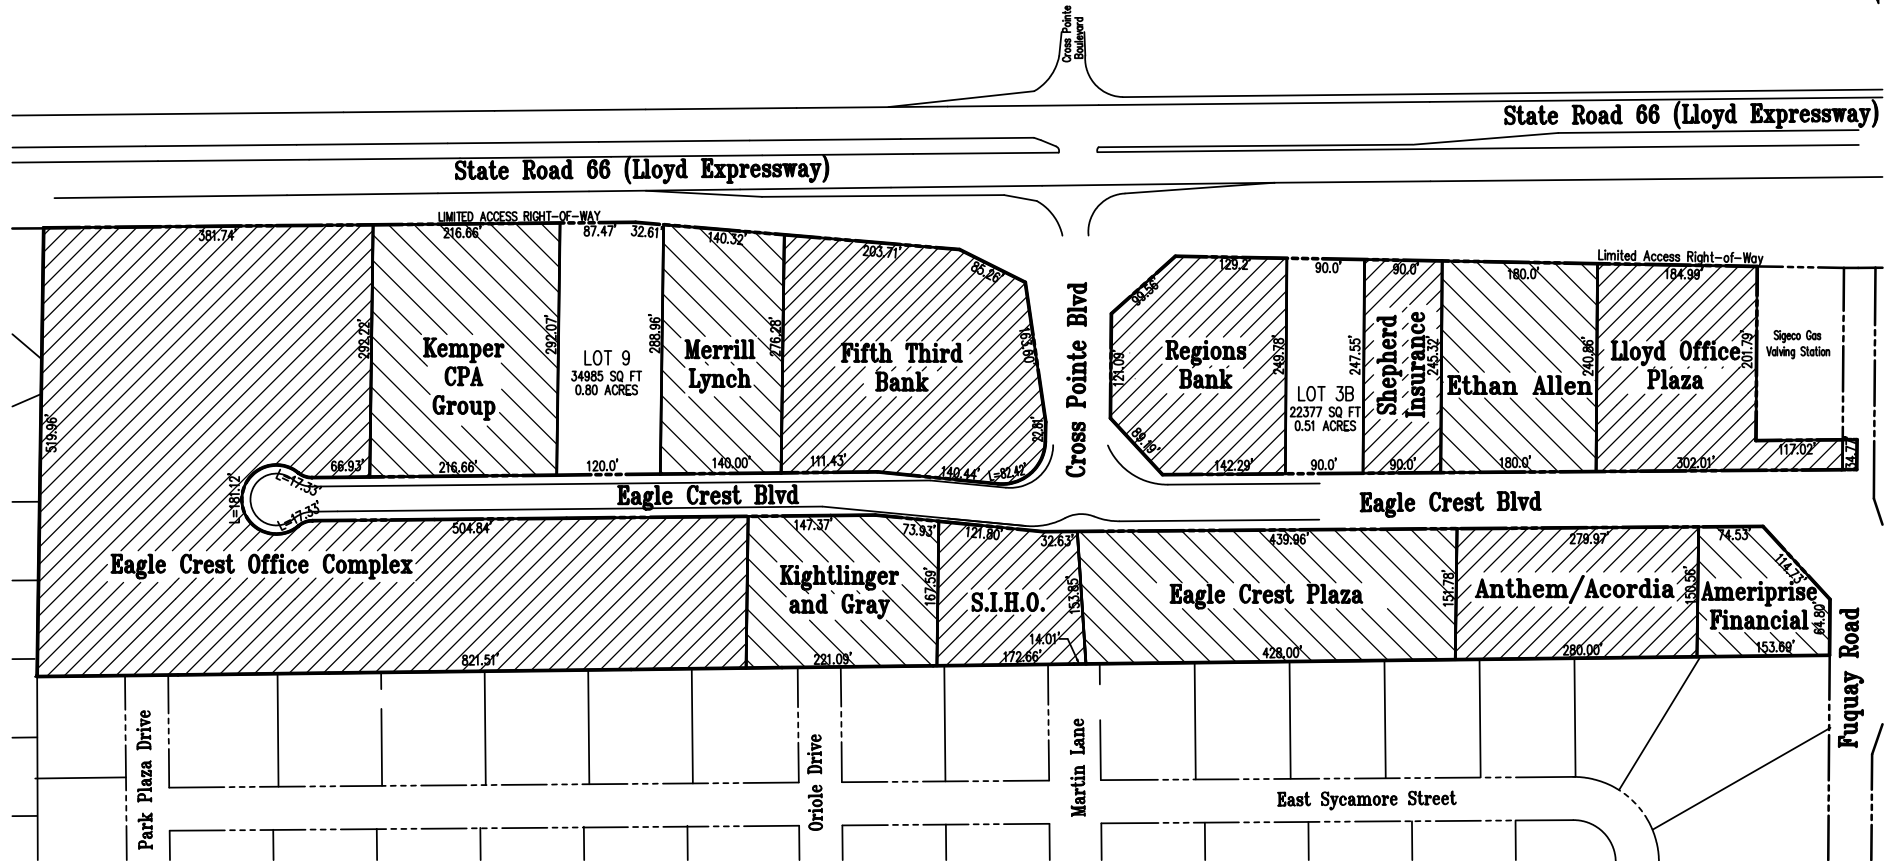 Cross Pointe
Boulevard
State Road 66 (Lloyd Expressway)
State Road 66 (Lloyd Expressway)
LIMITED ACCESS RIGHT-OF-WAY
Limited Access Right-of-Way
381.74'
216.66'
87.47'
32.61'
140.32'
203.71'
85.26'
99.56'
129.2'
90.0'
90.0'
180.0'
184.99'
519.96'
292.22'
Kemper
CPA
Group
292.07'
LOT 9
34985 SQ FT
0.80 ACRES
288.96'
Merrill
Lynch
276.28'
Fifth Third
Bank
22.81'
Cross Pointe Blvd
121.09'
Regions
Bank
249.78'
LOT 3B
22377 SQ FT
0.51 ACRES
247.55'
Shepherd
Insurance
245.32'
Ethan Allen
240.86'
Lloyd Office
Plaza
201.79'
Sigeco Gas
Valving Station
66.93'
216.66'
120.0'
140.00'
111.43'
140.44'
L=82.42'
89.19'
142.29'
90.0'
90.0'
180.0'
302.01'
117.02'
34.77'
L=17.33'
L=181.12'
L=17.33'
Eagle Crest Blvd
Eagle Crest Blvd
504.84'
147.37'
73.93'
121.80'
32.63'
439.96'
279.97'
74.53'
114.73'
Eagle Crest Office Complex
Kightlinger
and Gray
167.59'
S.I.H.O.
153.85'
Eagle Crest Plaza
151.78'
Anthem/Acordia
150.56'
Ameriprise
Financial
64.80'
821.51'
221.09'
172.66'
14.01'
428.00'
280.00'
153.69'
Park Plaza Drive
Oriole Drive
Martin Lane
East Sycamore Street
Fuquay Road